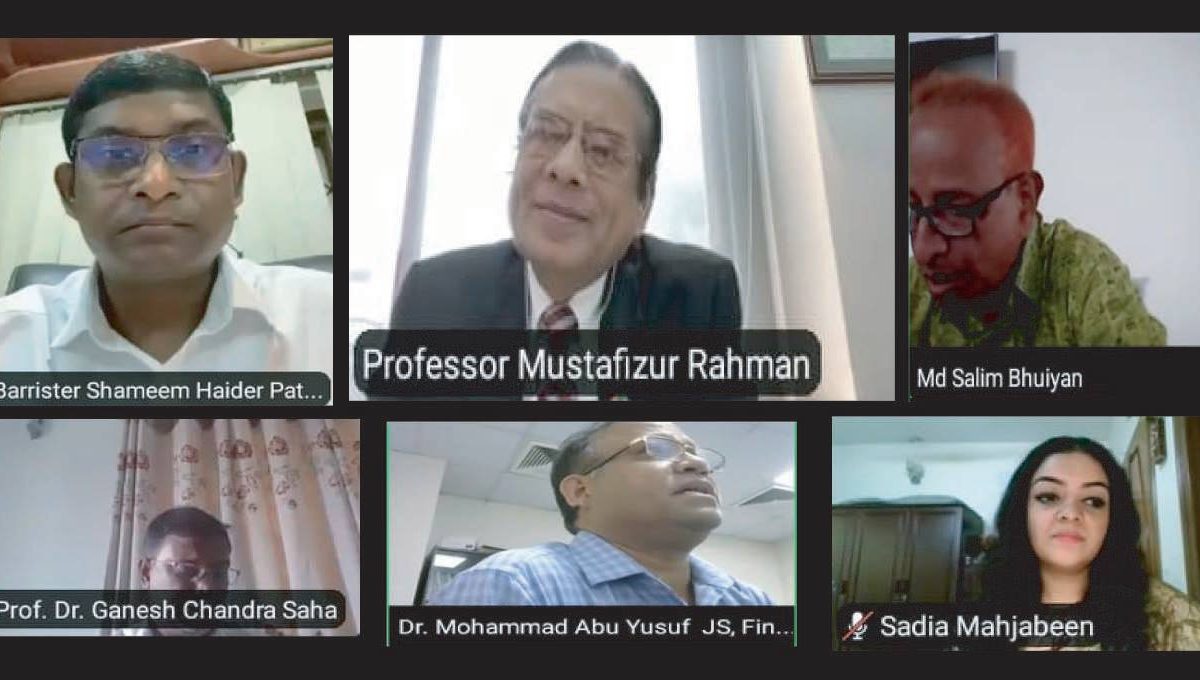 Barrister Shameem Haider Pat...
Professor Mustafizur Rahman
Md Salim Bhuiyan
Prof. Dr. Ganesh Chandra Saha
Dr. Mohammad Abu Yusuf JS, Fin...
Sadia Mahjabeen